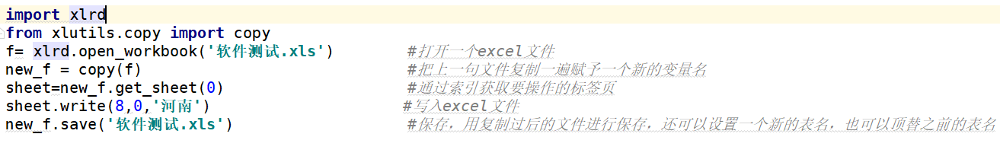 import xlrd
from xlutils.copy import copy
f= xlrd.open_workbook('软件测试.xls')        #打开一个excel文件
new_f = copy(f)                             #把上一句文件复制一遍赋予一个新的变量名
sheet=new_f.get_sheet(0)                    #通过索引获取要操作的标签页
sheet.write(8,0,'河南')                     #写入excel文件
new_f.save('软件测试.xls')                   #保存，用复制过后的文件进行保存，还可以设置一个新的表名，也可以顶替之前的表名